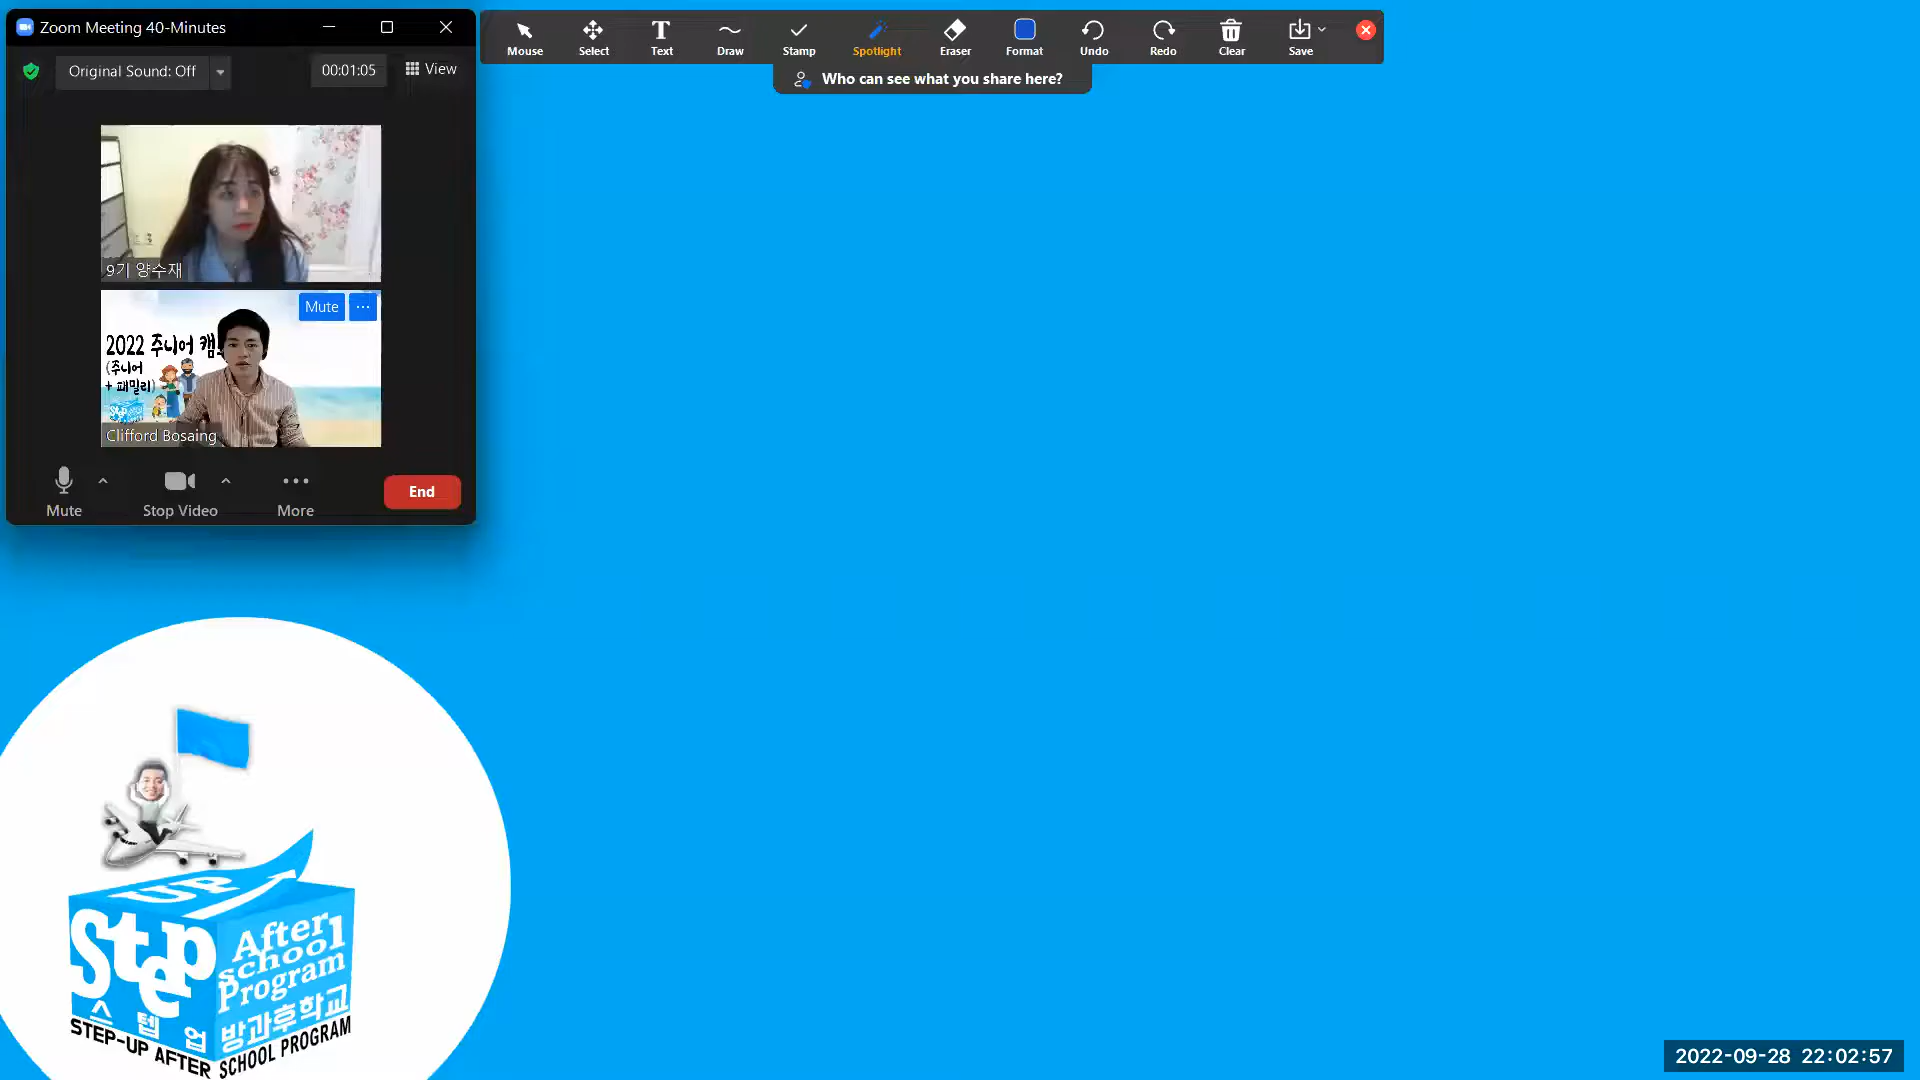 Zoom Meeting 40-Minutes
Original Sound: Off
00:01:05
View
9기 양수재
Mute
2022 주니어 캠
(주니어
+ 패밀리)
Step
Clifford Bosaing
Mute
Stop Video
More
End
Mouse
Select
Text
Draw
Stamp
Spotlight
Eraser
Format
Undo
Redo
Clear
Save
Who can see what you share here?
UP
Step
스텝업
After
school
Program
방과후학교
STEP-UP AFTER SCHOOL PROGRAM
2022-09-28 22:02:57